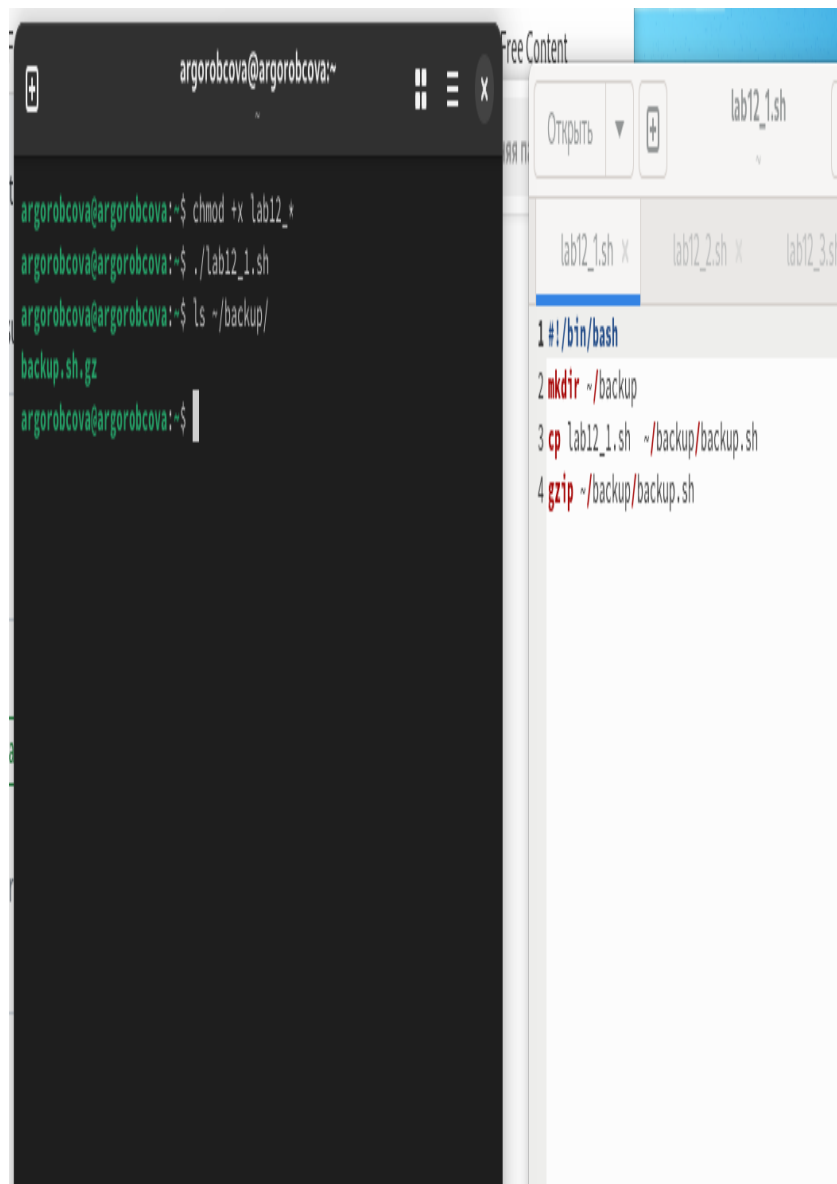 argorobcova@argorobcova:~
~
argorobcova@argorobcova:~$ chmod +x lab12_*
argorobcova@argorobcova:~$ ./lab12_1.sh
argorobcova@argorobcova:~$ ls ~/backup/
backup.sh.gz
argorobcova@argorobcova:~$
Free Content
Открыть
lab12_1.sh
~
lab12_1.sh × lab12_2.sh ×
1 #!/bin/bash
2 mkdir ~/backup
3 cp lab12_1.sh ~/backup/backup.sh
4 gzip ~/backup/backup.sh